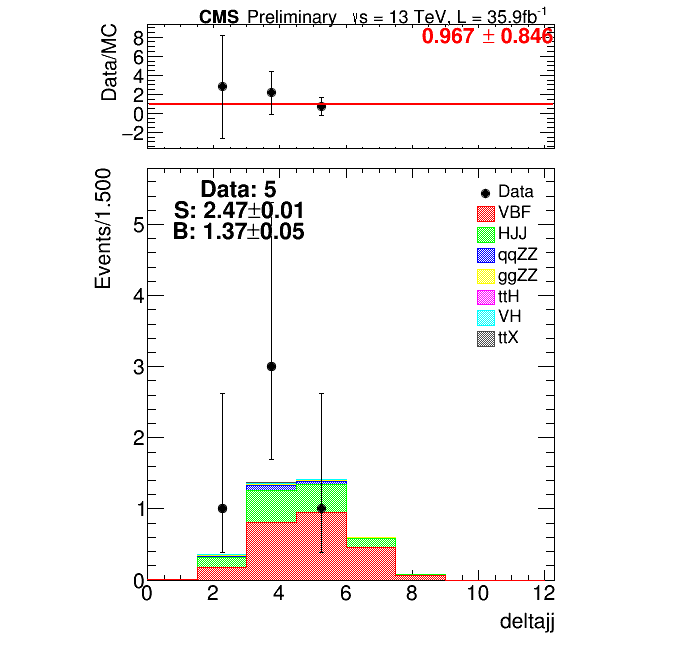 CMS Preliminary √s = 13 TeV, L = 35.9fb-1
0.967 ± 0.846
Data/MC
8
6
4
2
0
−2
Events/1.500
Data: 5
S: 2.47±0.01
B: 1.37±0.05
Data
VBF
HJJ
qqZZ
ggZZ
ttH
VH
ttX
5
4
3
2
1
0
0 2 4 6 8 10 12
deltajj